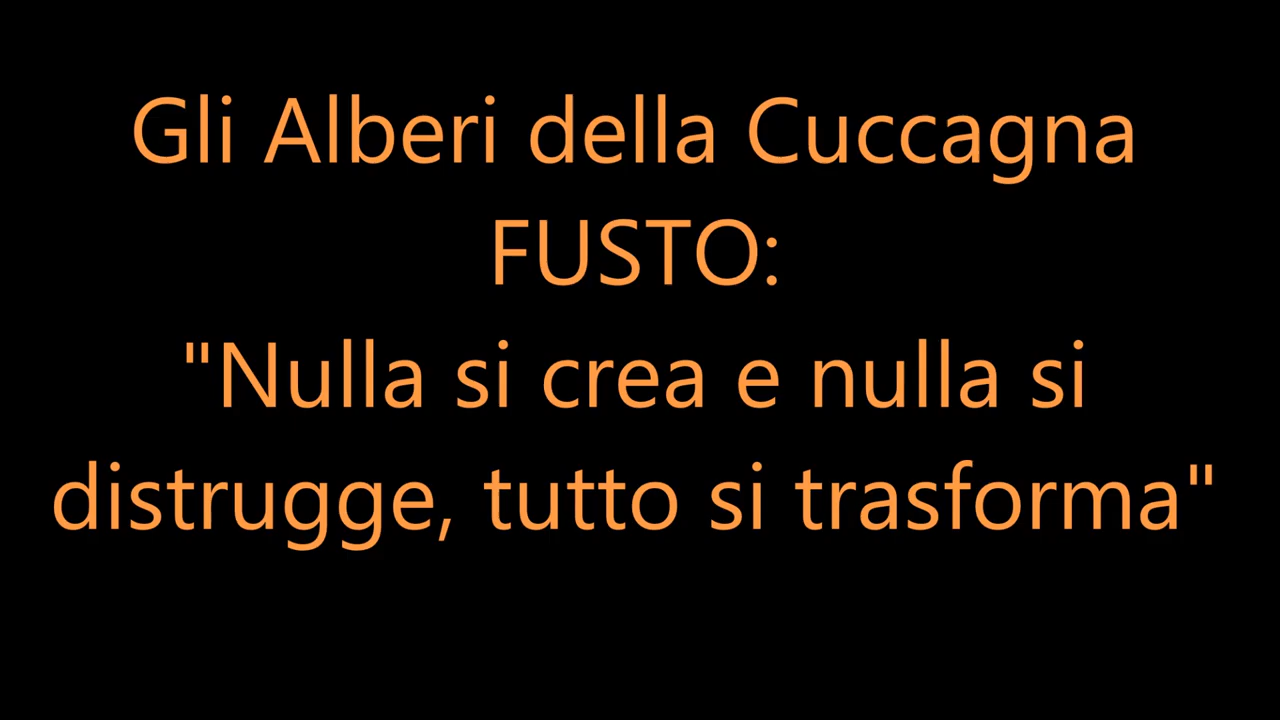 Gli Alberi della Cuccagna
FUSTO:
"Nulla si crea e nulla si
distrugge, tutto si trasforma"